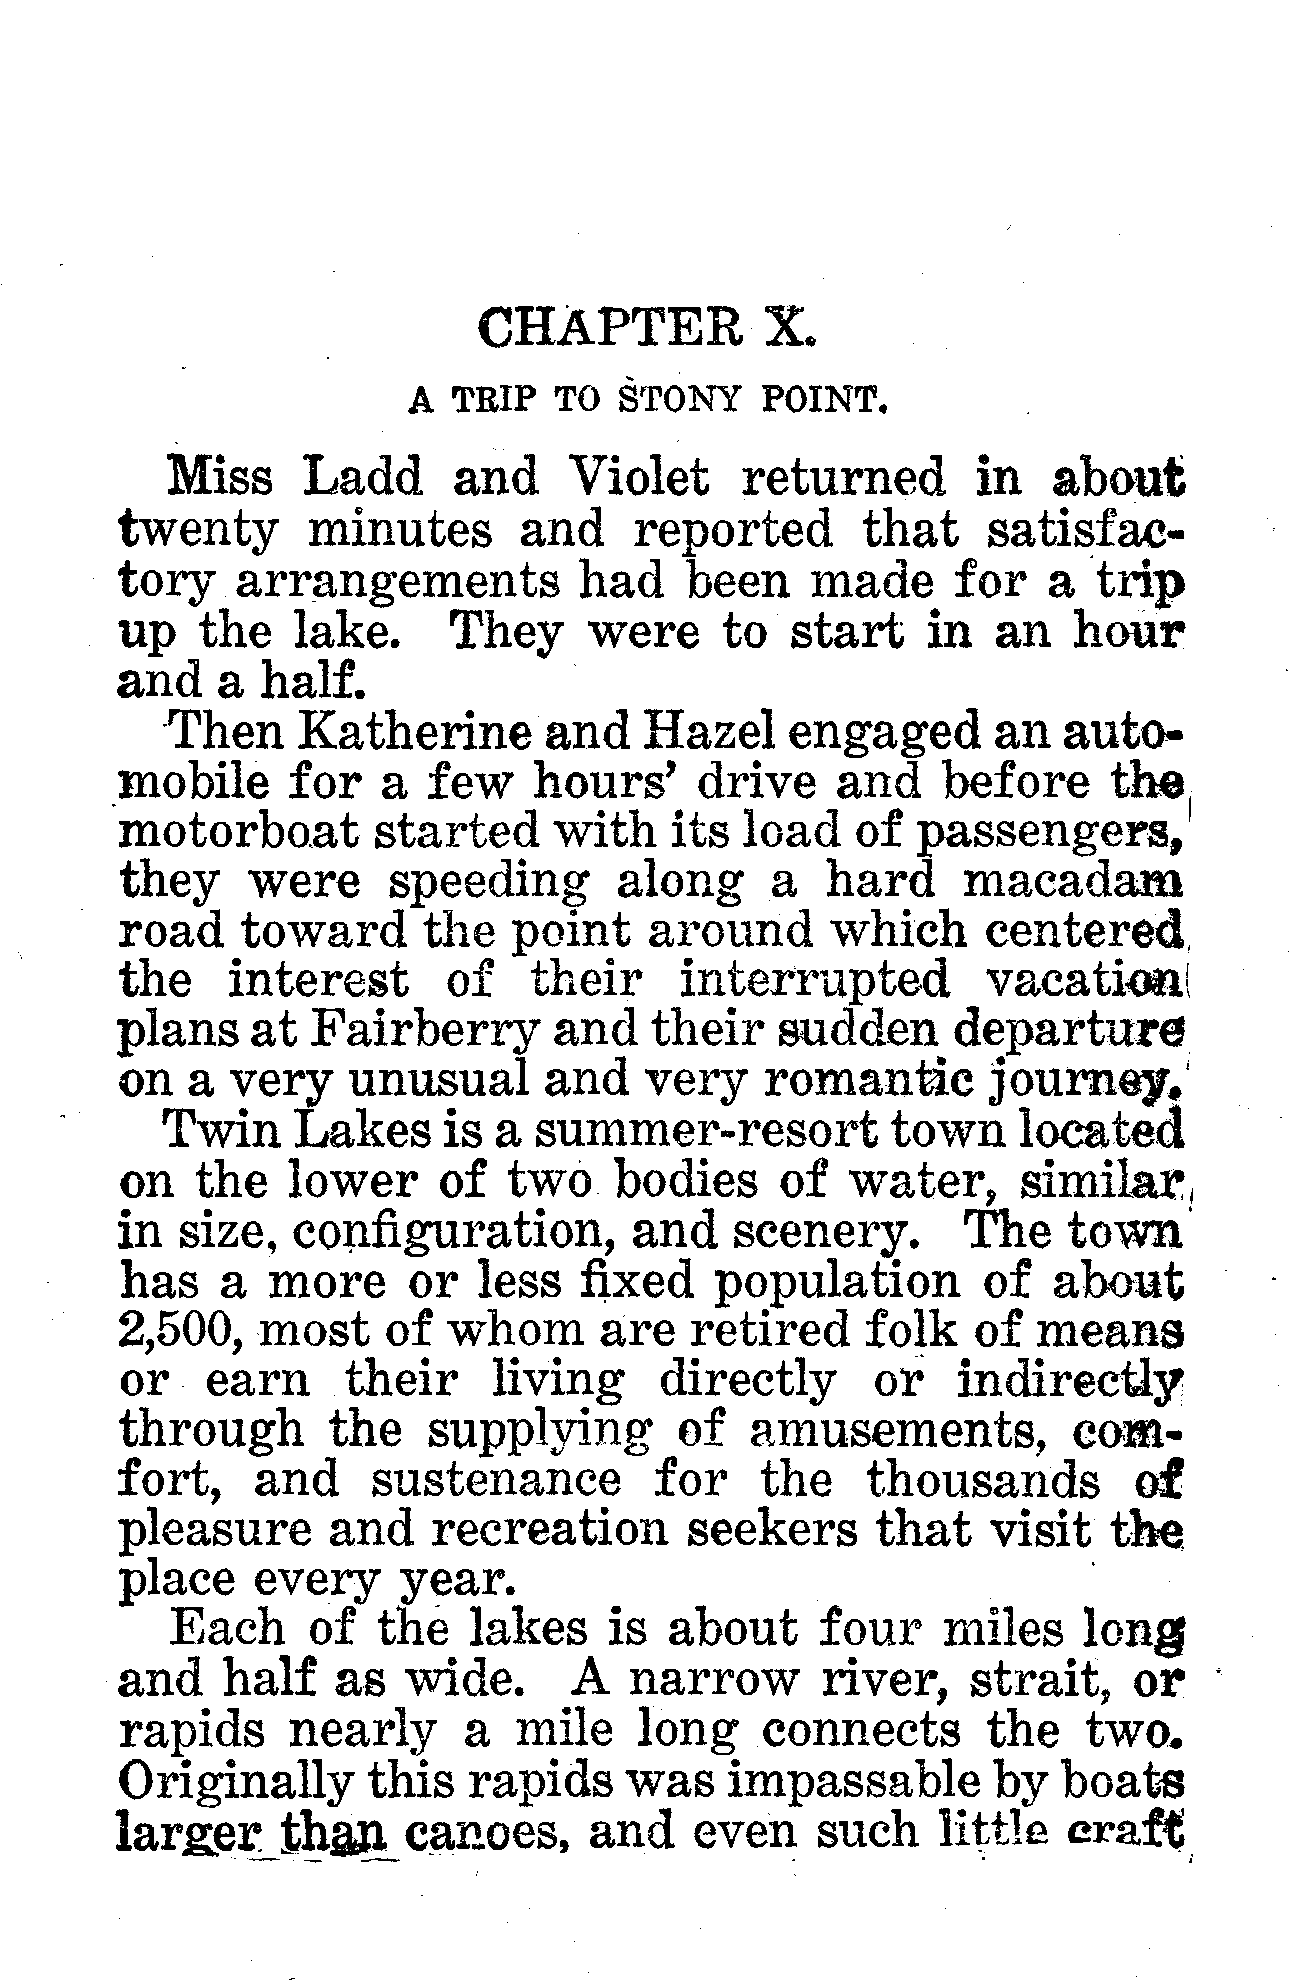 CHAPTER X.
A TRIP TO STONY POINT.
Miss Ladd and Violet returned in about
twenty minutes and reported that satisfac-
tory arrangements had been made for a trip
up the lake. They were to start in an hour
and a half.
Then Katherine and Hazel engaged an auto-
mobile for a few hours' drive and before the
motorboat started with its load of passengers,
they were speeding along a hard macadam
road toward the point around which centered
the interest of their interrupted vacation
plans at Fairberry and their sudden departure
on a very unusual and very romantic journey.
Twin Lakes is a summer-resort town located
on the lower of two bodies of water, similar
in size, configuration, and scenery. The town
has a more or less fixed population of about
2,500, most of whom are retired folk of means
or earn their living directly or indirectly
through the supplying of amusements, com-
fort, and sustenance for the thousands of
pleasure and recreation seekers that visit the
place every year.
Each of the lakes is about four miles long
and half as wide. A narrow river, strait, or
rapids nearly a mile long connects the two.
Originally this rapids was impassable by boats
larger than canoes, and even such little craft